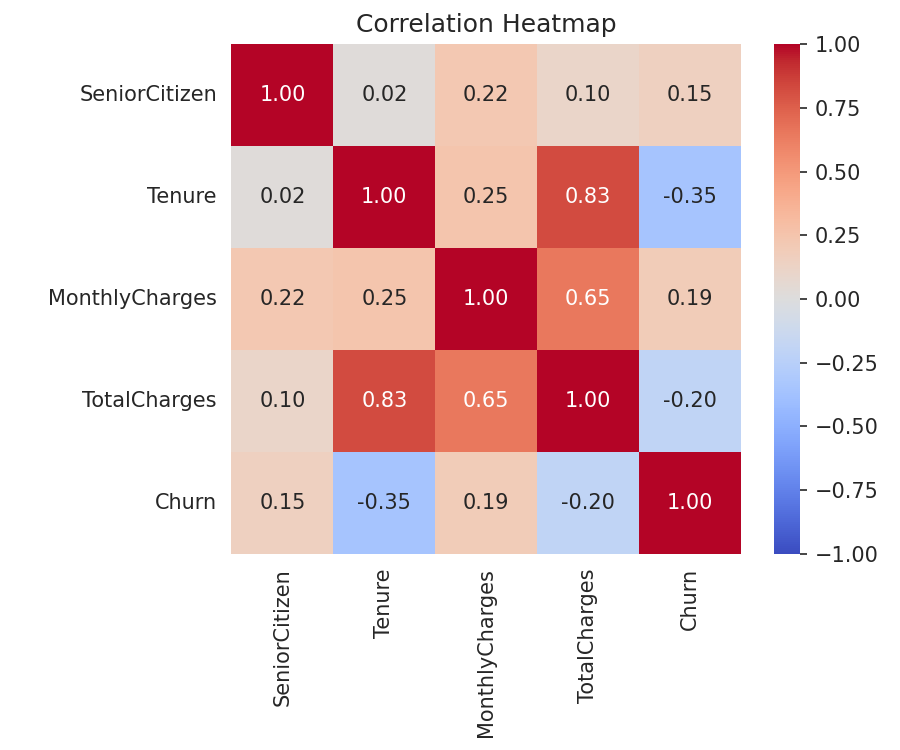 Correlation Heatmap
SeniorCitizen 1.00 0.02 0.22 0.10 0.15
Tenure 0.02 1.00 0.25 0.83 -0.35
MonthlyCharges 0.22 0.25 1.00 0.65 0.19
TotalCharges 0.10 0.83 0.65 1.00 -0.20
Churn 0.15 -0.35 0.19 -0.20 1.00
SeniorCitizen
Tenure
MonthlyCharges
TotalCharges
Churn
1.00
0.75
0.50
0.25
0.00
−0.25
−0.50
−0.75
−1.00